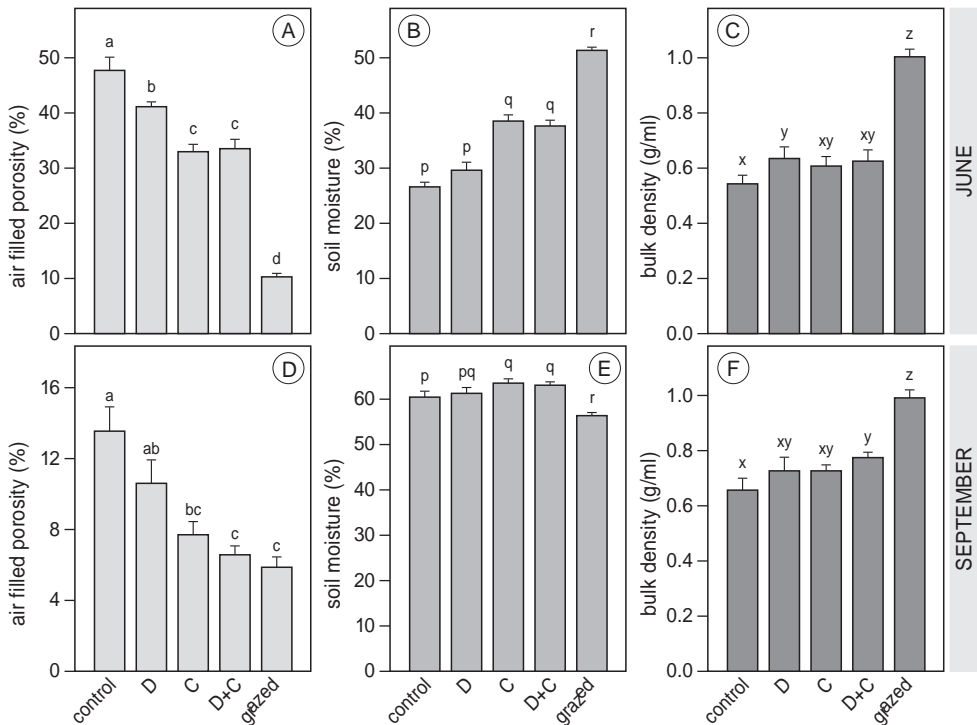 A
air filled porosity (%)
50
40
30
20
10
0
a
b
c
c
d
B
soil moisture (%)
50
40
30
20
10
0
p
p
q
q
r
C
bulk density (g/ml)
1.0
0.8
0.6
0.4
0.2
0.0
x
y
xy
xy
z
JUNE
D
air filled porosity (%)
16
12
8
4
0
a
ab
bc
c
c
control
D
C
D+C
grazed
E
soil moisture (%)
60
50
40
30
20
10
0
p
pq
q
q
r
control
D
C
D+C
grazed
F
bulk density (g/ml)
1.0
0.8
0.6
0.4
0.2
0.0
x
xy
xy
y
z
control
D
C
D+C
grazed
SEPTEMBER